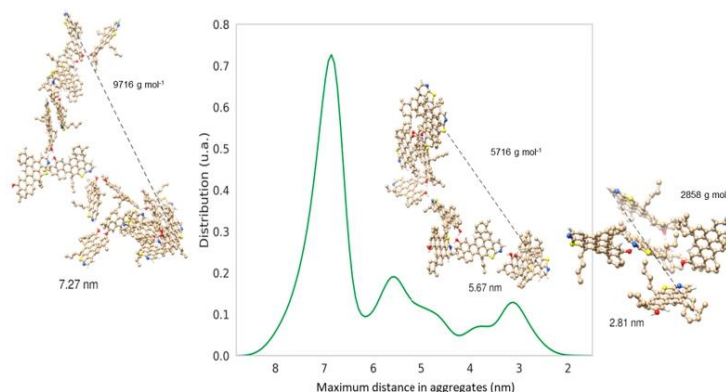 9716 g mol-1
7.27 nm
Distribution (u.a.)
0.8
0.7
0.6
0.5
0.4
0.3
0.2
0.1
0.0
5716 g mol-1
5.67 nm
8 7 6 5 4 3 2
Maximum distance in aggregates (nm)
2858 g mol
2.81 nm